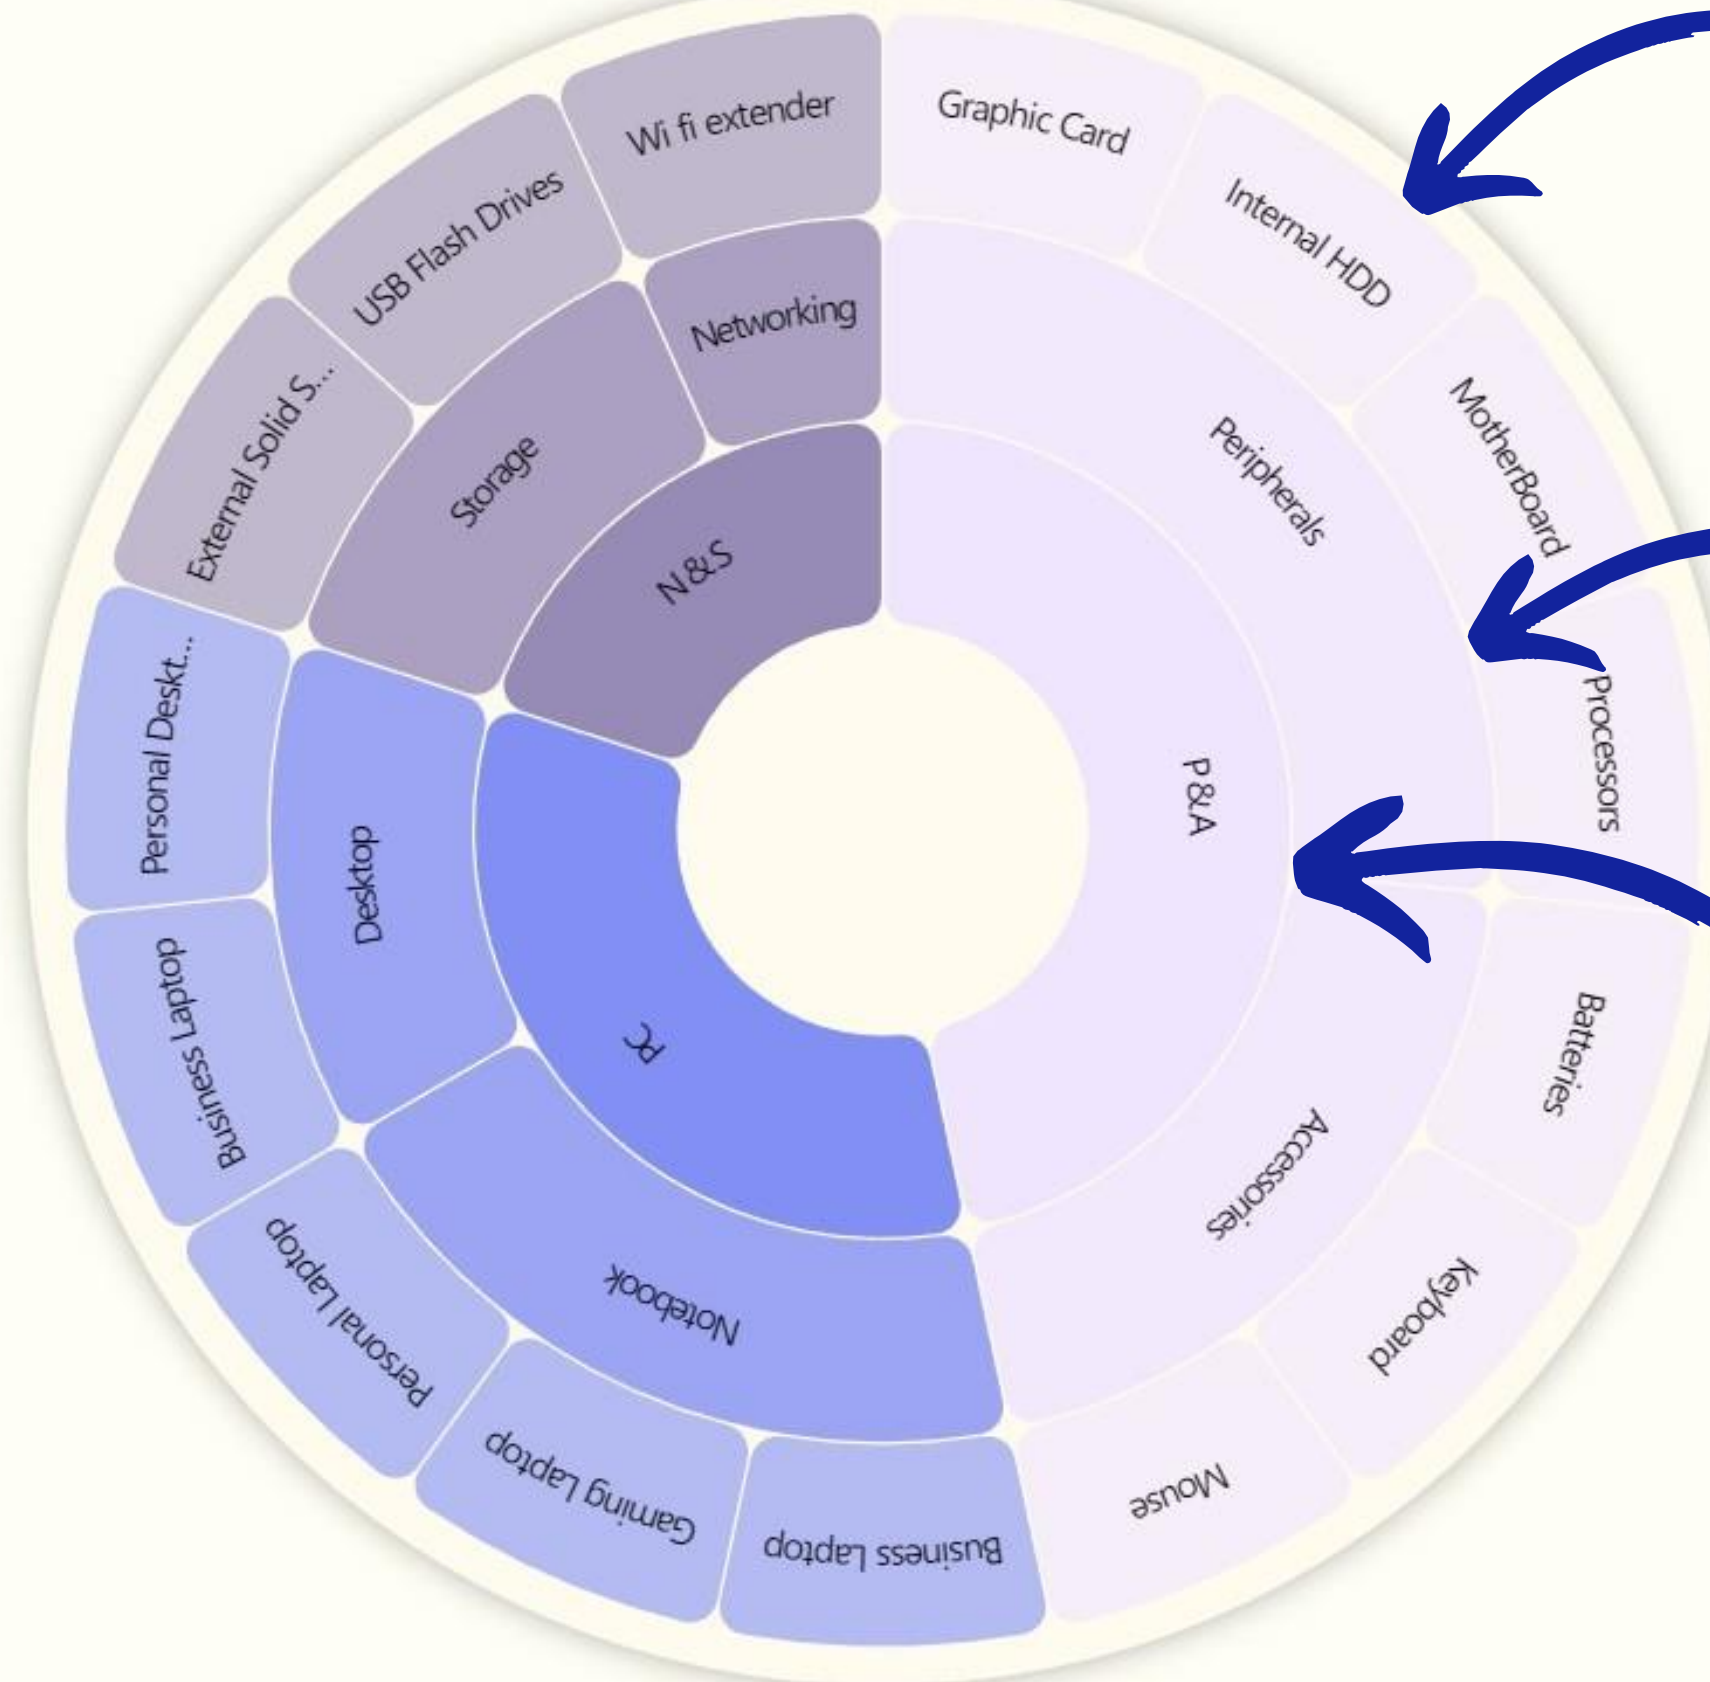 Graphic Card
Internal HDD
MotherBoard
Processors
Batteries
Keyboard
Mouse
Business Laptop
Gaming Laptop
Personal Laptop
Business Laptop
Personal Deskt...
External Solid S...
USB Flash Drives
Wi fi extender
Peripherals
Accessories
Notebook
Desktop
Storage
Networking
P&A
PC
N&S